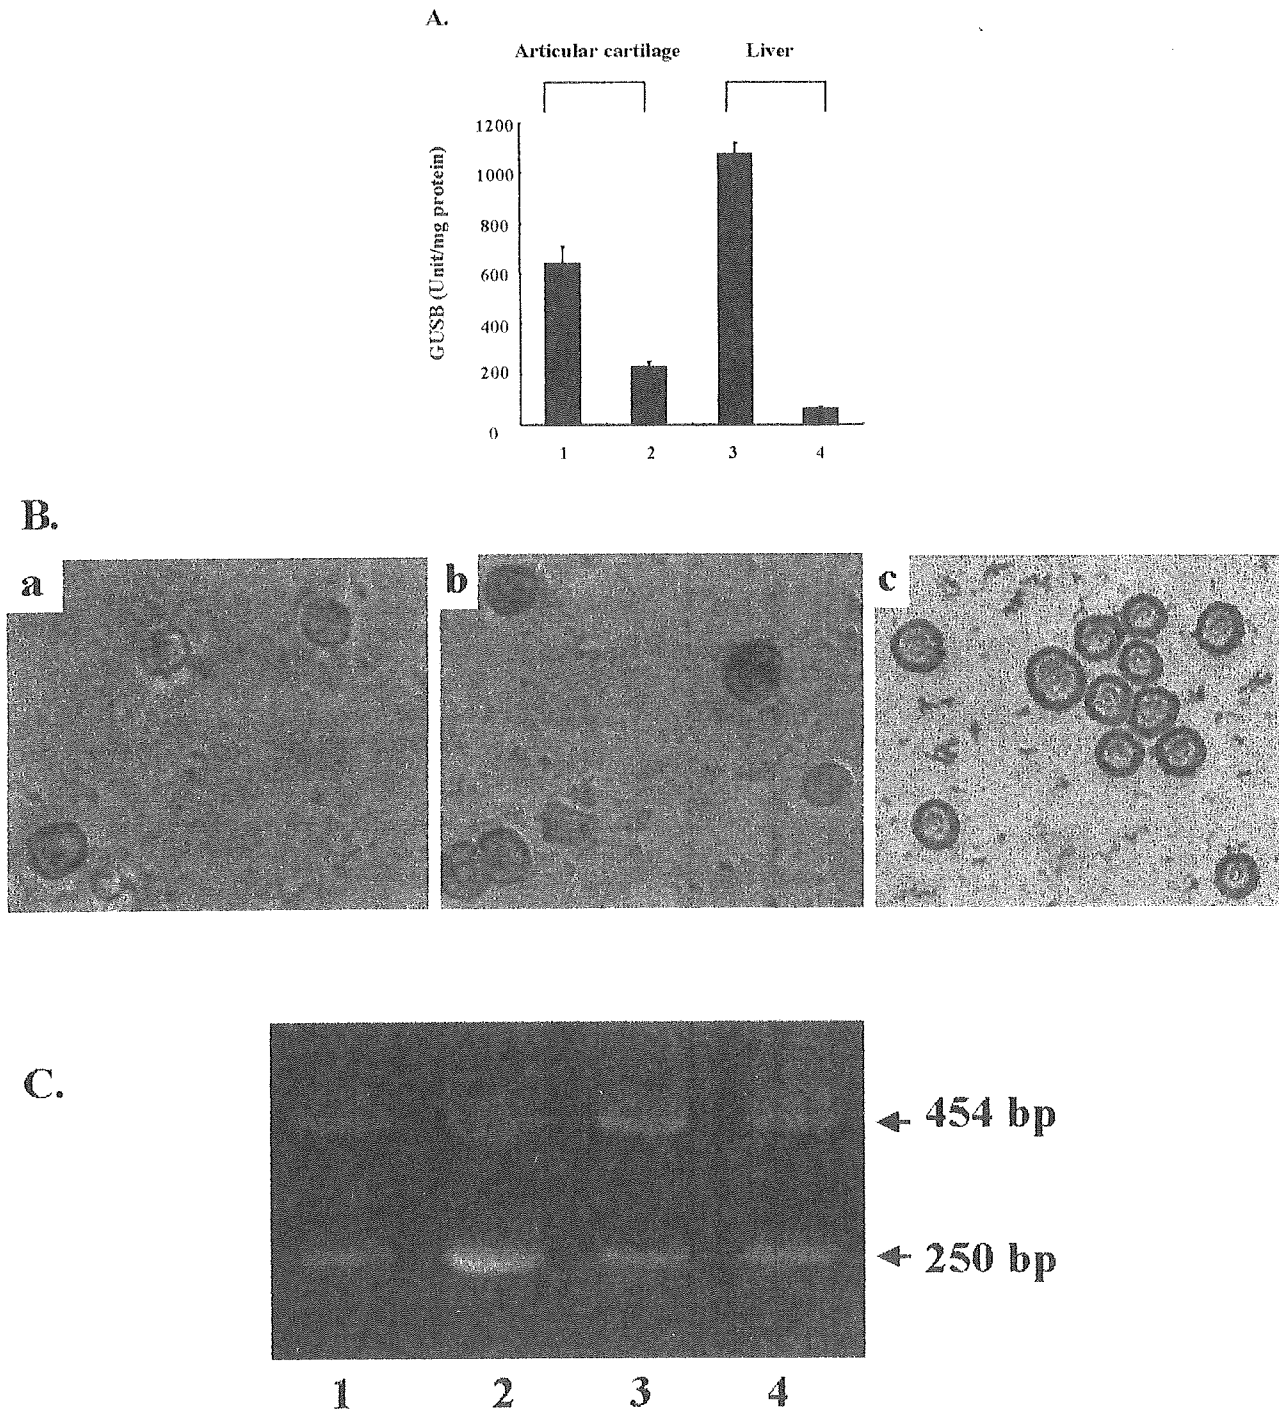 A.
Articular cartilage Liver
GUSB (Unit/mg protein)
1200
1000
800
600
400
200
0
1 2 3 4
B.
a b c
C.
454 bp
250 bp
1 2 3 4